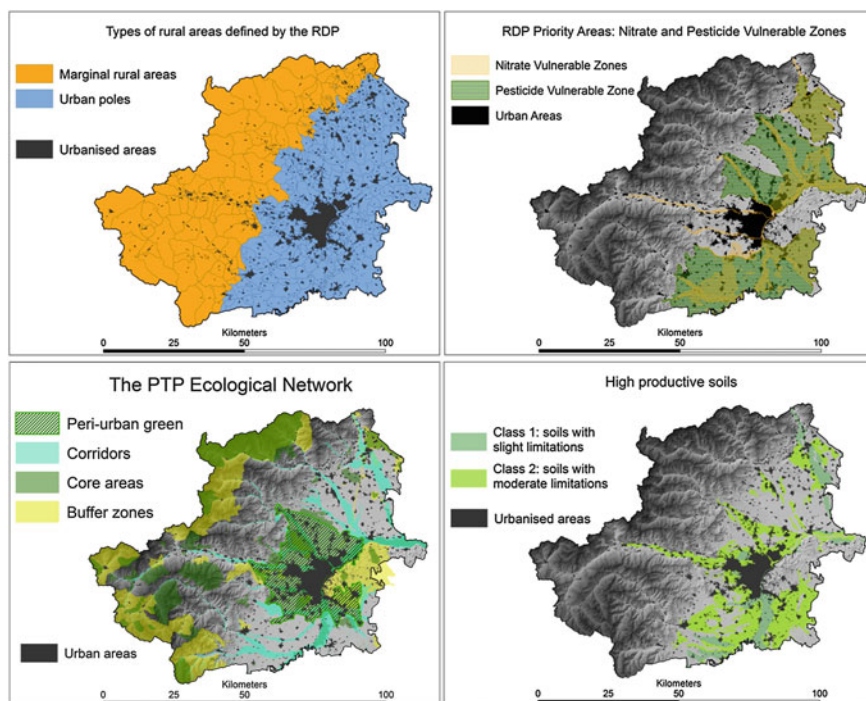 Types of rural areas defined by the RDP
Marginal rural areas
Urban poles
Urbanised areas
Kilometers
0 25 50 100
RDP Priority Areas: Nitrate and Pesticide Vulnerable Zones
Nitrate Vulnerable Zones
Pesticide Vulnerable Zone
Urban Areas
Kilometers
0 25 50 100
The PTP Ecological Network
Peri-urban green
Corridors
Core areas
Buffer zones
Urban areas
Kilometers
0 25 50 100
High productive soils
Class 1: soils with
slight limitations
Class 2: soils with
moderate limitations
Urbanised areas
Kilometers
0 25 50 100